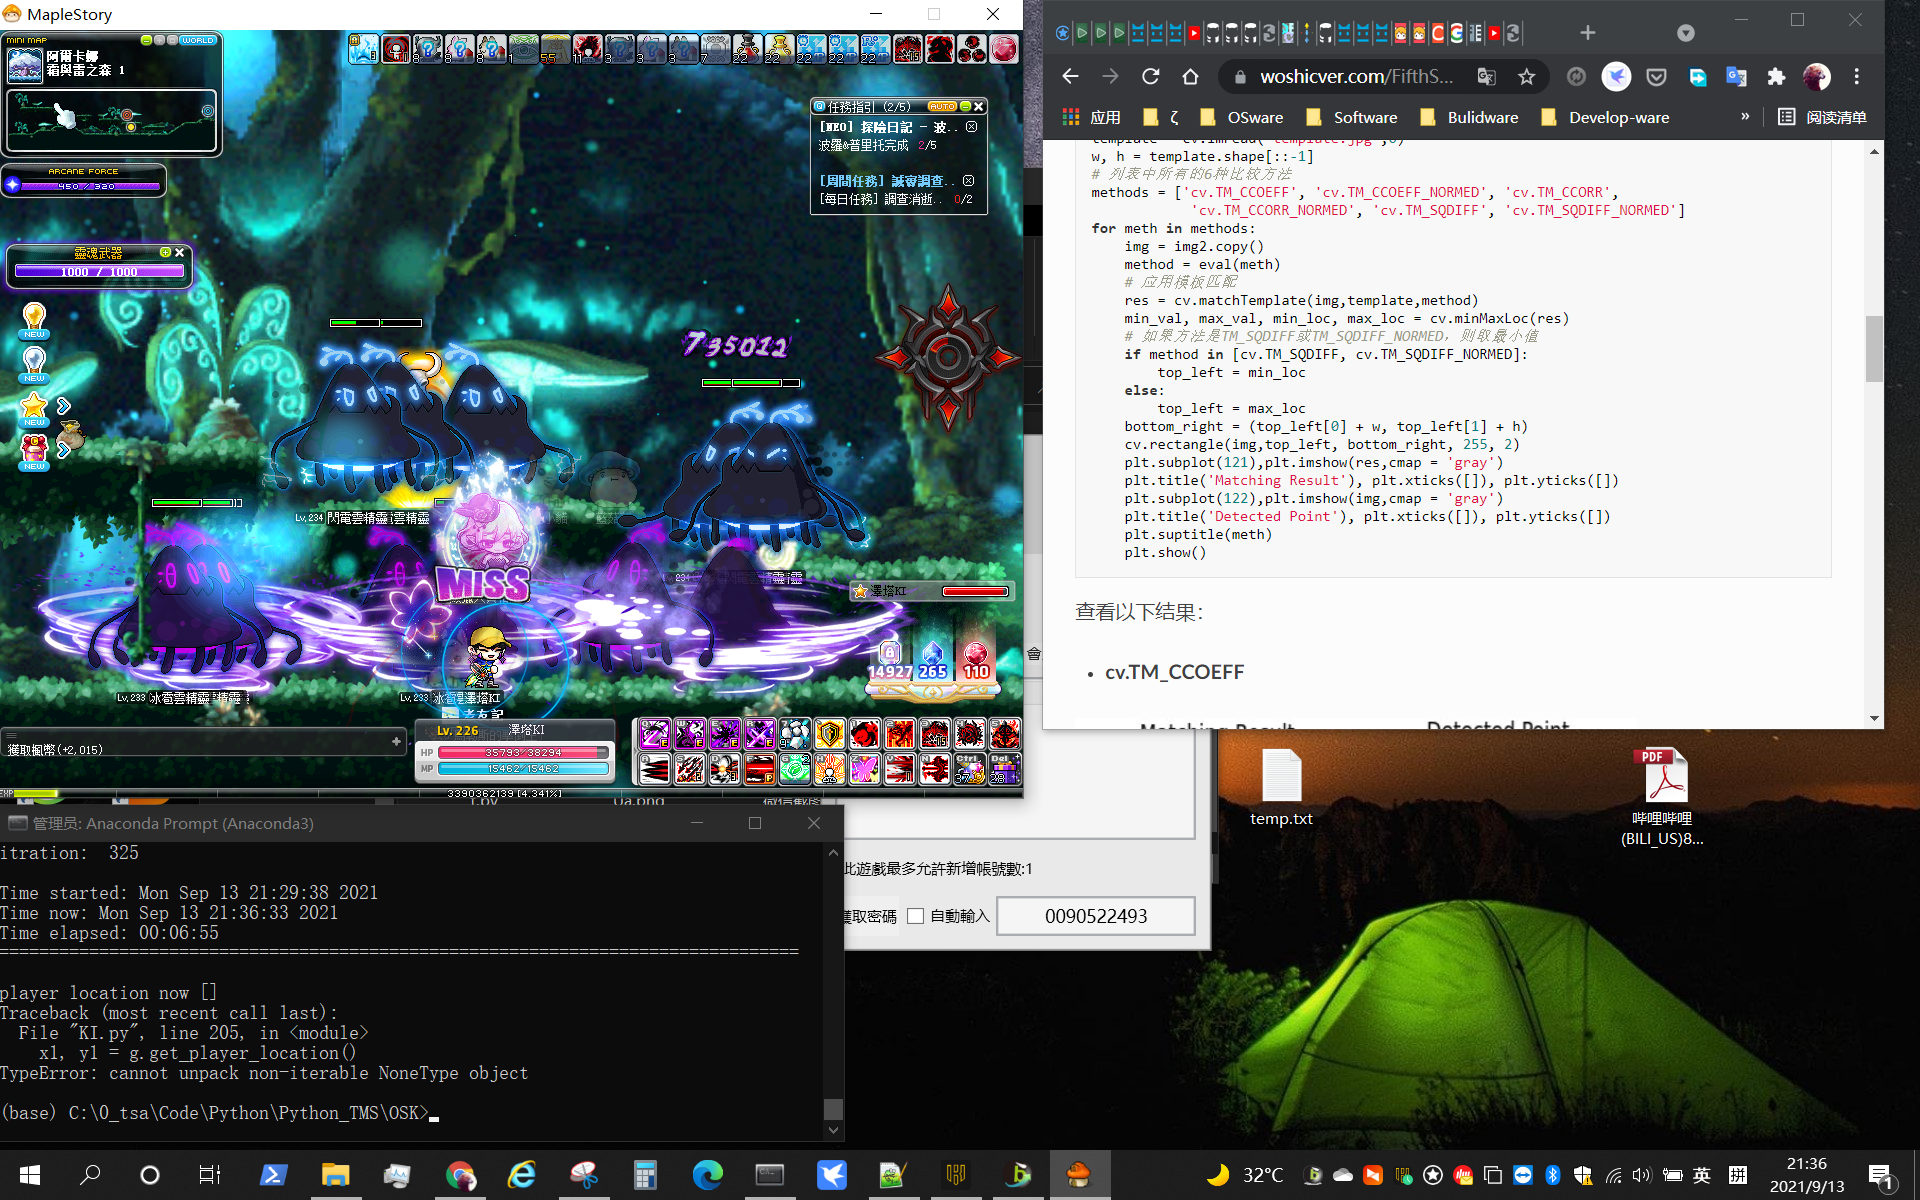 MapleStory
MINI MAP
WORLD
阿爾卡娜
霜與雷之森 1
ARCANE FORCE
450 / 320
靈魂武器
1000 / 1000
NEW
NEW
NEW
NEW
任務指引 (2/5)
AUTO
[NEO] 探險日記 - 波..
波羅@普里托完成 2/5
[周間任務] 誠審調查..
[每日任務] 調查消逝.. 0/2
735012
MISS
Lv.234 閃電雲精靈
Lv.233 冰雹雲精靈
Lv.233
澤塔KI
澤塔KI
14927
265
110
獲取楓幣(+2,015)
Lv. 226 澤塔KI
HP 35793/38294
MP 15462/15462
EXP
3390362139 [4.341%]
管理员: Anaconda Prompt (Anaconda3)
itration: 325
Time started: Mon Sep 13 21:29:38 2021
Time now: Mon Sep 13 21:36:33 2021
Time elapsed: 00:06:55
================================================================================
player location now []
Traceback (most recent call last):
File "KI.py", line 205, in <module>
x1, y1 = g.get_player_location()
TypeError: cannot unpack non-iterable NoneType object
(base) C:\0_tsa\Code\Python\Python_TMS\OSK>
此遊戲最多允許新增帳號數:1
獲取密碼
自動輸入
0090522493
woshicver.com/FifthS...
应用
ζ
OSware
Software
Bulidware
Develop-ware
»
阅读清单
template = cv.imread('template.jpg',0)
w, h = template.shape[::-1]
# 列表中所有的6种比较方法
methods = ['cv.TM_CCOEFF', 'cv.TM_CCOEFF_NORMED', 'cv.TM_CCORR',
'cv.TM_CCORR_NORMED', 'cv.TM_SQDIFF', 'cv.TM_SQDIFF_NORMED']
for meth in methods:
img = img2.copy()
method = eval(meth)
# 应用模板匹配
res = cv.matchTemplate(img,template,method)
min_val, max_val, min_loc, max_loc = cv.minMaxLoc(res)
# 如果方法是TM_SQDIFF或TM_SQDIFF_NORMED，则取最小值
if method in [cv.TM_SQDIFF, cv.TM_SQDIFF_NORMED]:
top_left = min_loc
else:
top_left = max_loc
bottom_right = (top_left[0] + w, top_left[1] + h)
cv.rectangle(img,top_left, bottom_right, 255, 2)
plt.subplot(121),plt.imshow(res,cmap = 'gray')
plt.title('Matching Result'), plt.xticks([]), plt.yticks([])
plt.subplot(122),plt.imshow(img,cmap = 'gray')
plt.title('Detected Point'), plt.xticks([]), plt.yticks([])
plt.suptitle(meth)
plt.show()
查看以下结果：
• cv.TM_CCOEFF
Matching Result
Detected Point
temp.txt
PDF
哔哩哔哩
(BILI_US)8...
32°C
英
拼
21:36
2021/9/13
1